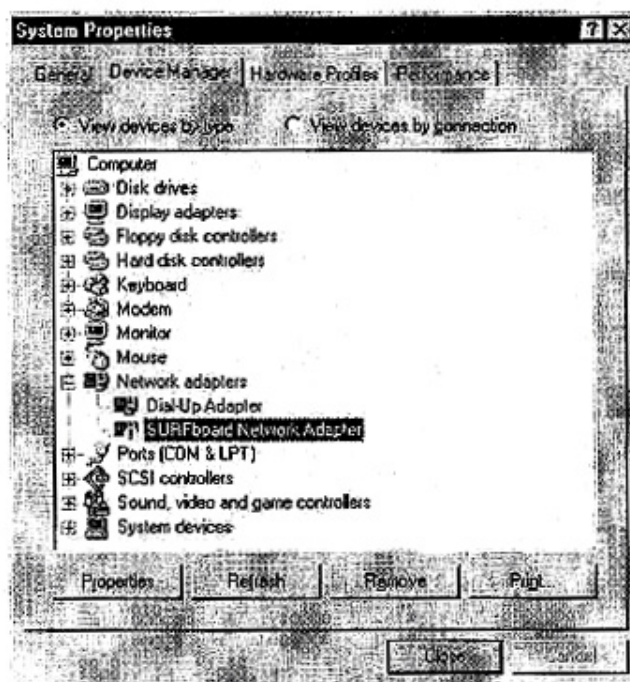 System Properties
General Device Manager Hardware Profiles Performance
View devices by type View devices by connection
Computer
Disk drives
Display adapters
Floppy disk controllers
Hard disk controllers
Keyboard
Modem
Monitor
Mouse
Network adapters
Dial-Up Adapter
SURFboard Network Adapter
Ports (COM & LPT)
SCSI controllers
Sound, video and game controllers
System devices
Properties Refresh Remove Print...
Close Cancel